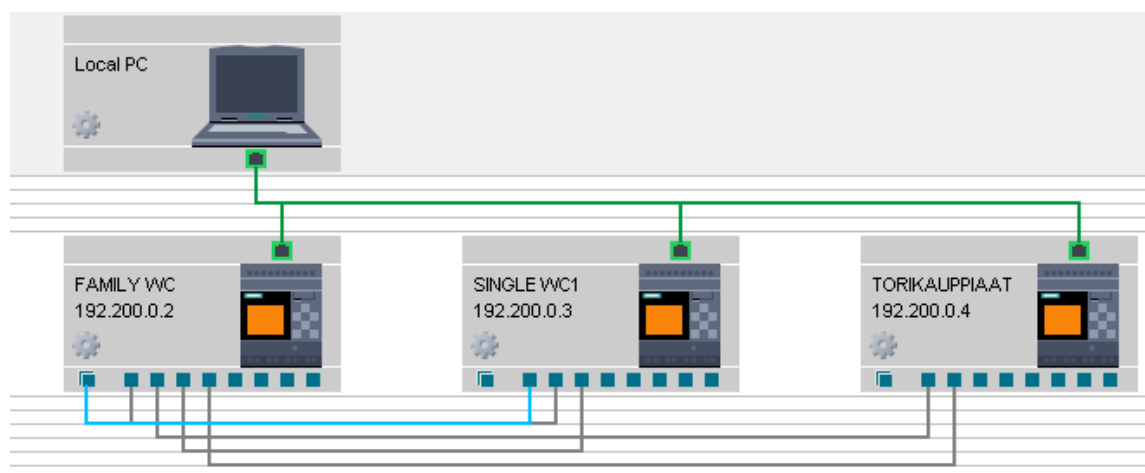 Local PC
FAMILY WC
192.200.0.2
SINGLE WC1
192.200.0.3
TORIKAUPPIAAT
192.200.0.4